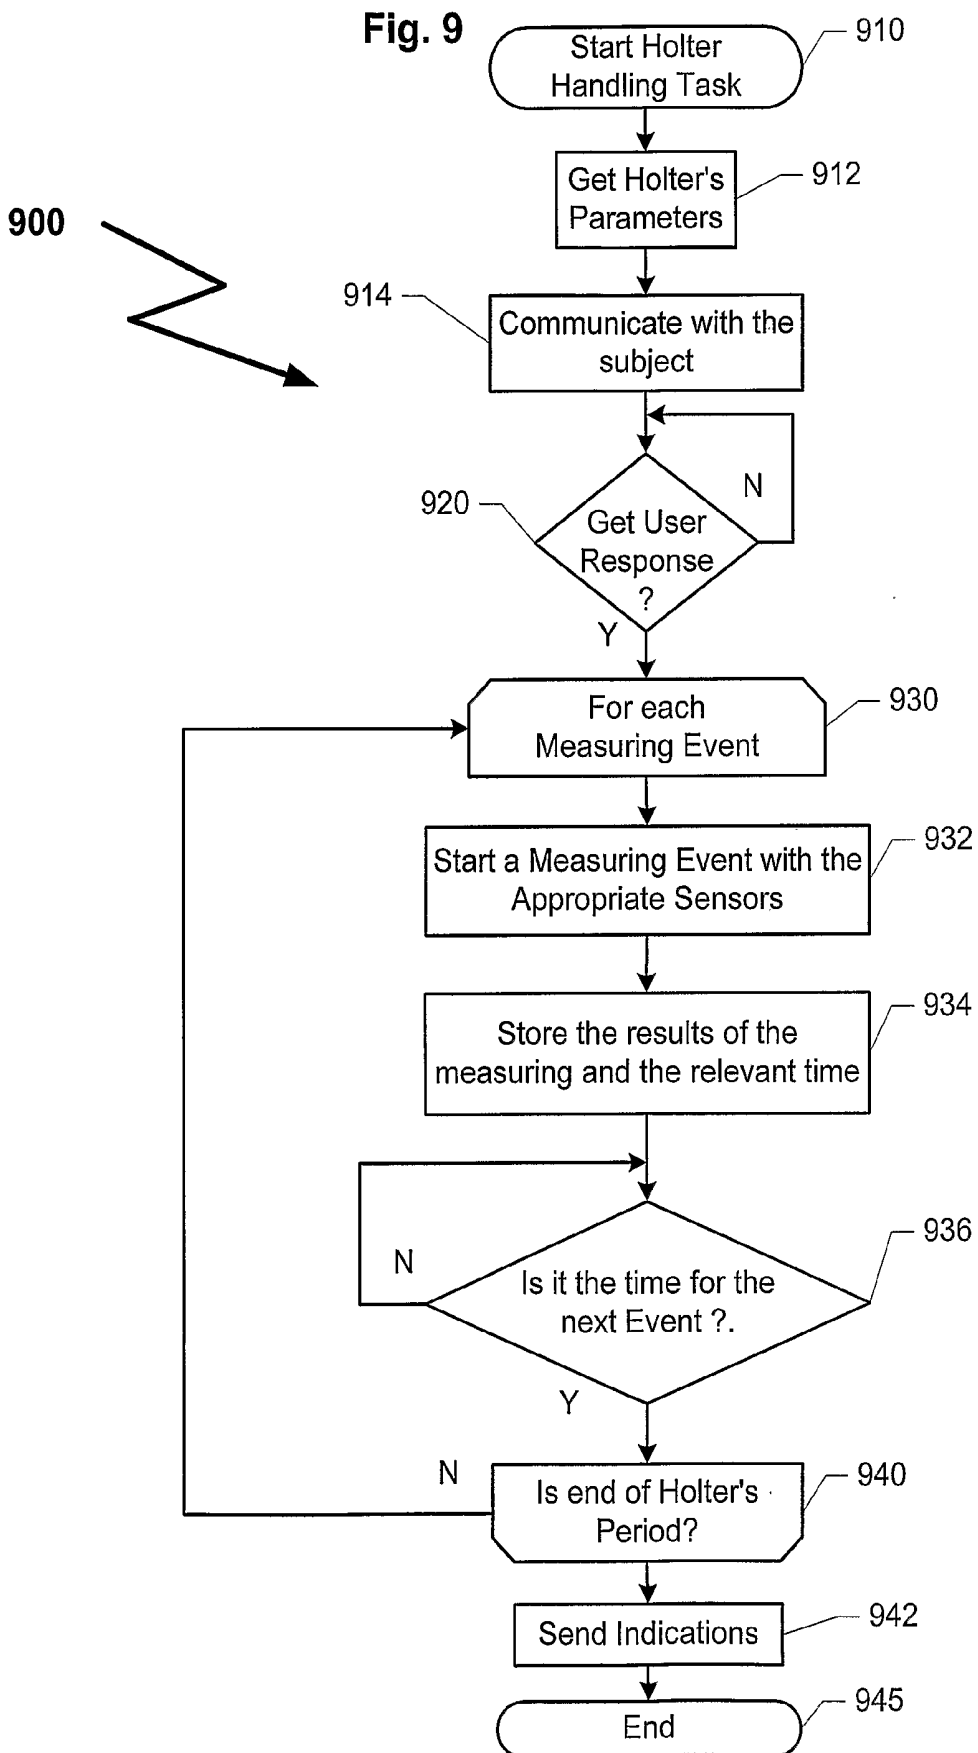 Fig. 9
Start Holter
Handling Task
910
Get Holter's
Parameters
912
900
914
Communicate with the
subject
920
Get User
Response
?
N
Y
For each
Measuring Event
930
Start a Measuring Event with the
Appropriate Sensors
932
Store the results of the
measuring and the relevant time
934
Is it the time for the
next Event ?.
936
N
Y
N
Is end of Holter's
Period?
940
Send Indications
942
End
945